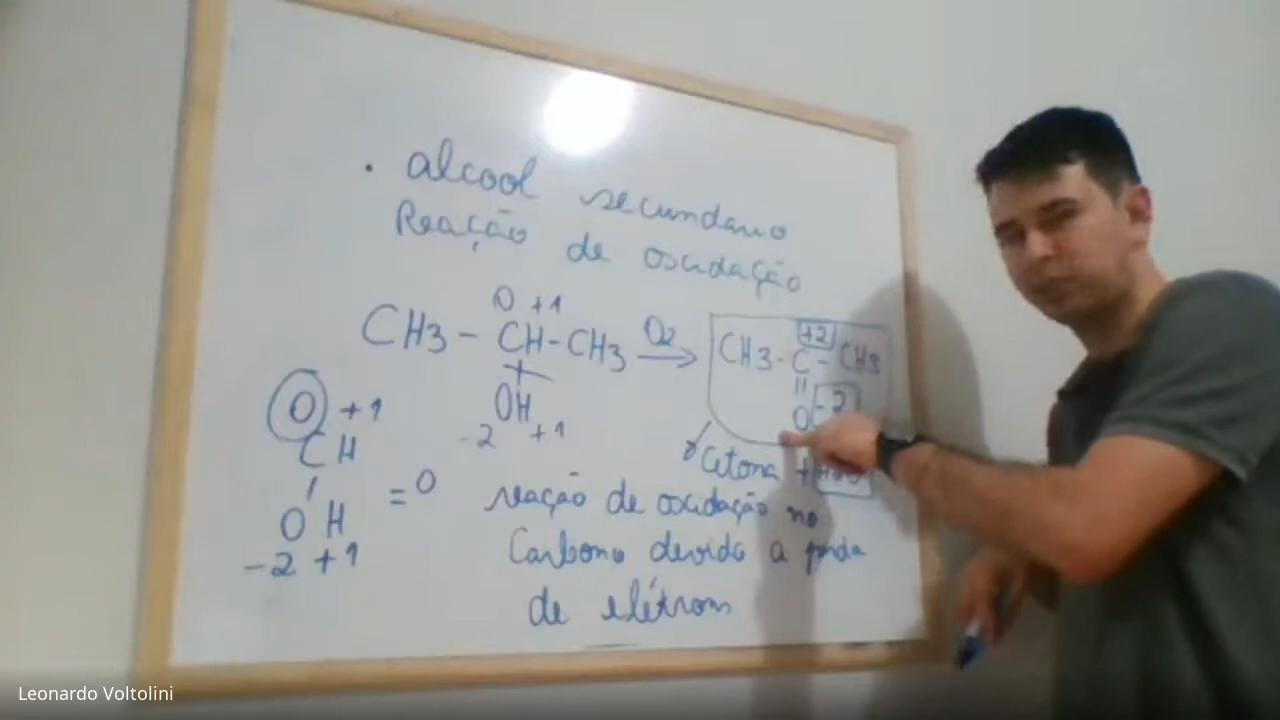 . alcool secundario
Reação de oxidação
0 +1
CH3 - CH - CH3 O2 →
OH
-2 +1
+2
CH3 - C - CH3
=
O -2
Cetona +
O +1
CH
OH
-2 +1
= 0
reação de oxidação no
Carbono devido a perda
de elétrons
Leonardo Voltolini